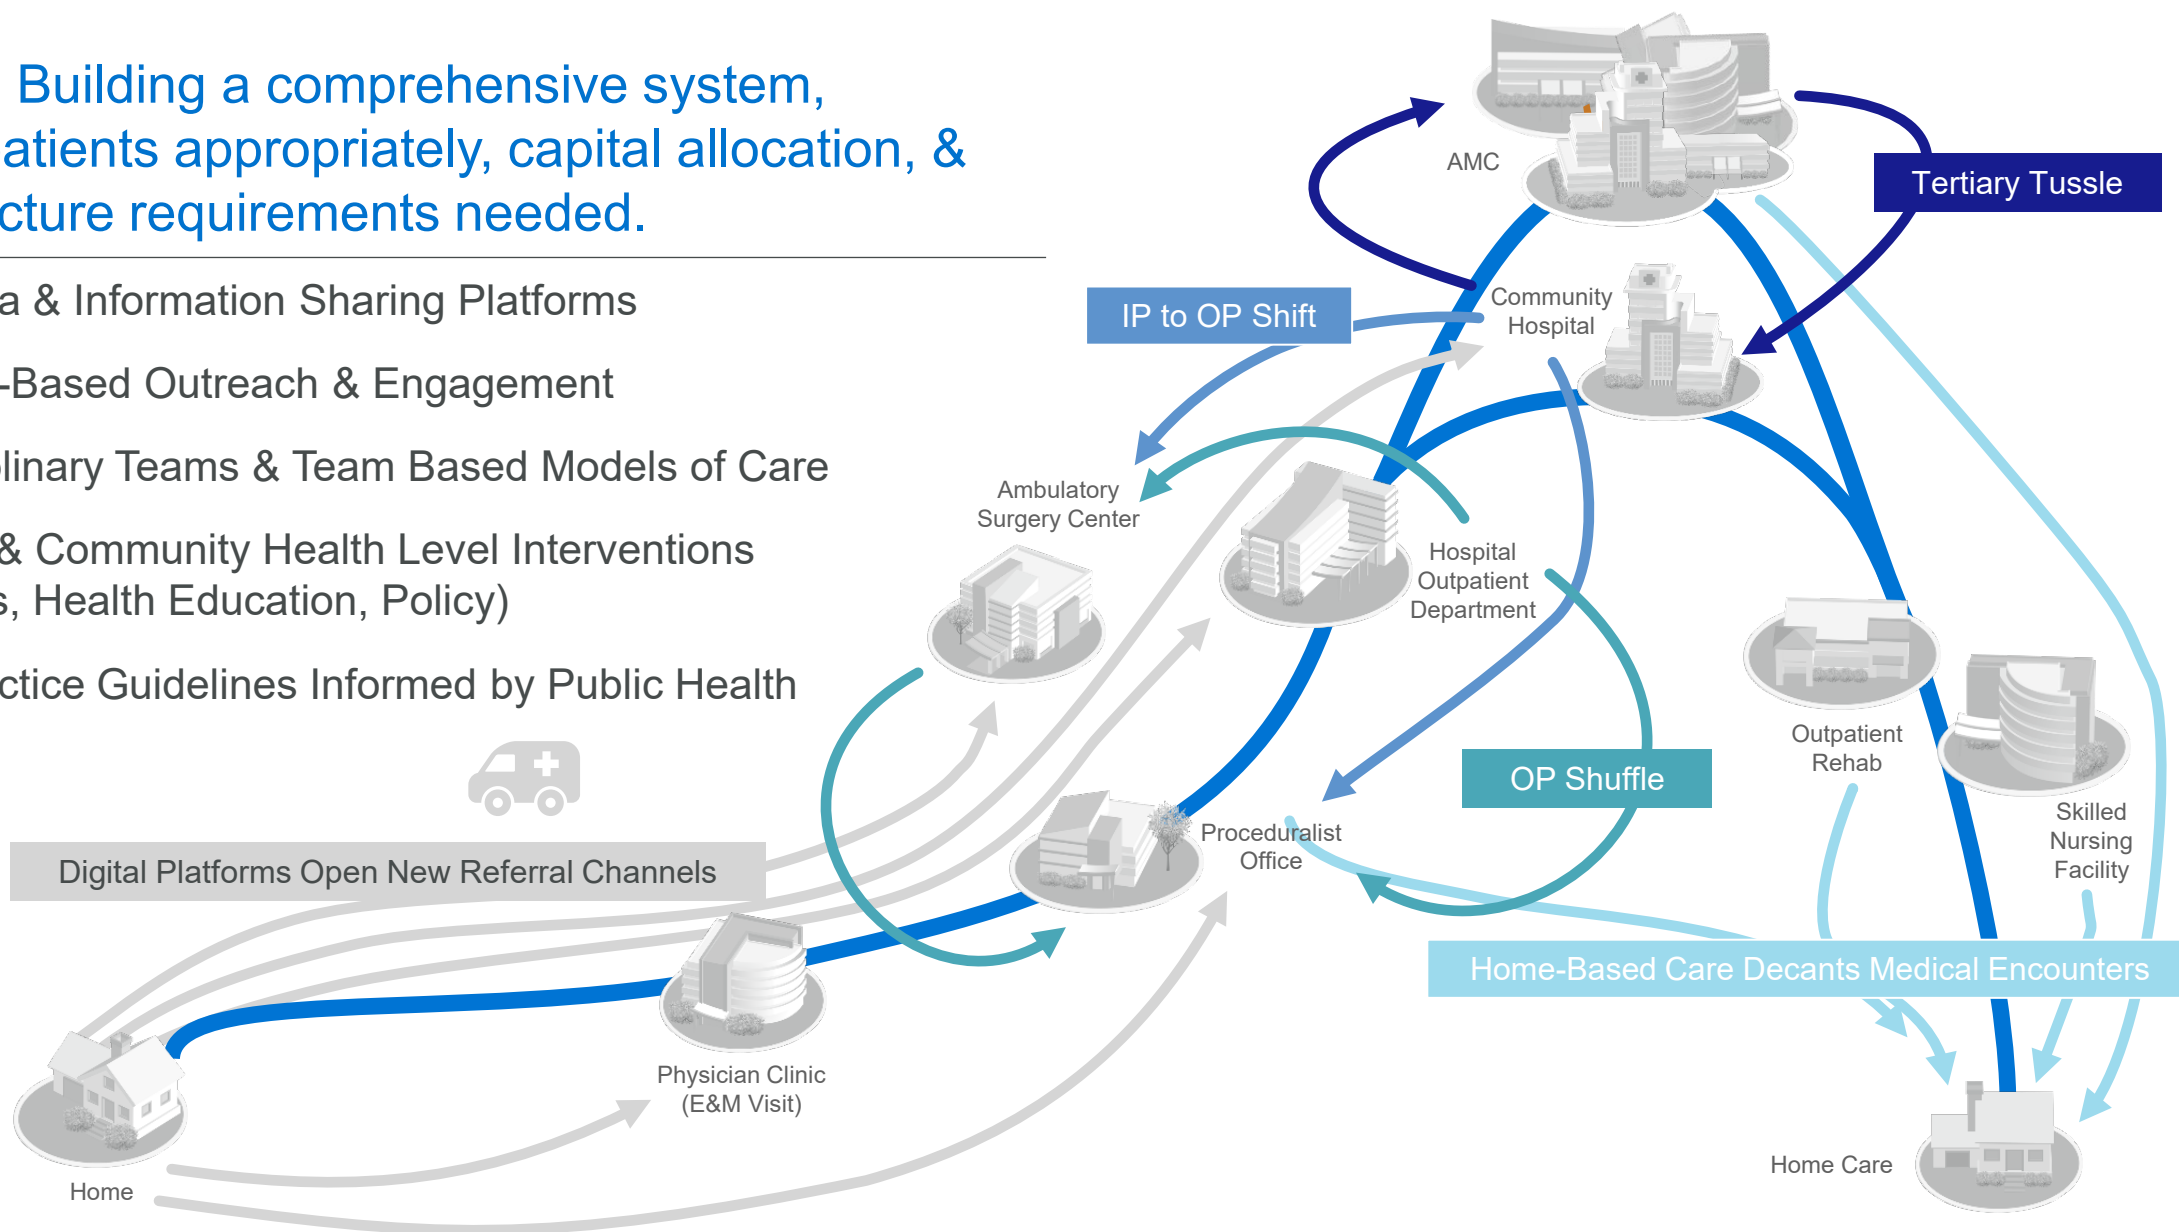 Building a comprehensive system,
atients appropriately, capital allocation, &
cture requirements needed.
a & Information Sharing Platforms
-Based Outreach & Engagement
plinary Teams & Team Based Models of Care
& Community Health Level Interventions
s, Health Education, Policy)
ctice Guidelines Informed by Public Health
AMC
Tertiary Tussle
Community
Hospital
IP to OP Shift
Ambulatory
Surgery Center
Hospital
Outpatient
Department
Outpatient
Rehab
OP Shuffle
Skilled
Nursing
Facility
Proceduralist
Office
Digital Platforms Open New Referral Channels
Home-Based Care Decants Medical Encounters
Physician Clinic
(E&M Visit)
Home Care
Home